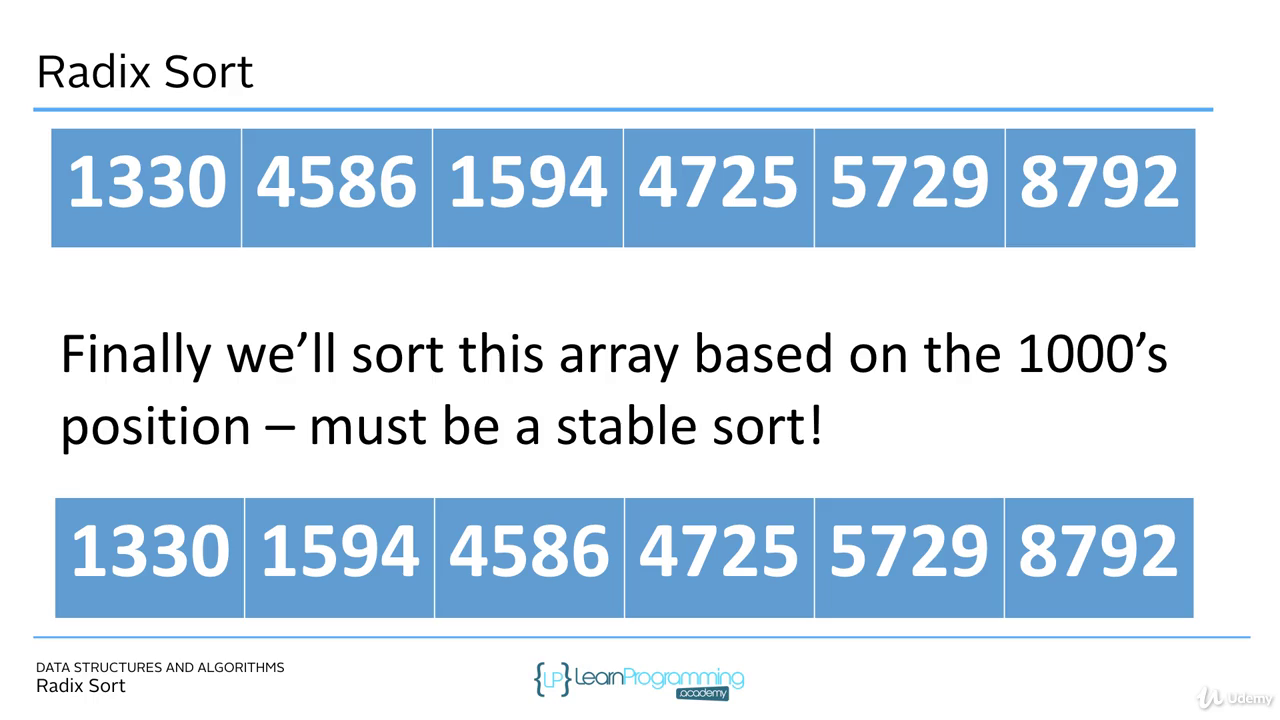 Radix Sort
1330 4586 1594 4725 5729 8792
Finally we’ll sort this array based on the 1000’s
position – must be a stable sort!
1330 1594 4586 4725 5729 8792
DATA STRUCTURES AND ALGORITHMS
Radix Sort
{LP} LearnProgramming
.academy
Udemy